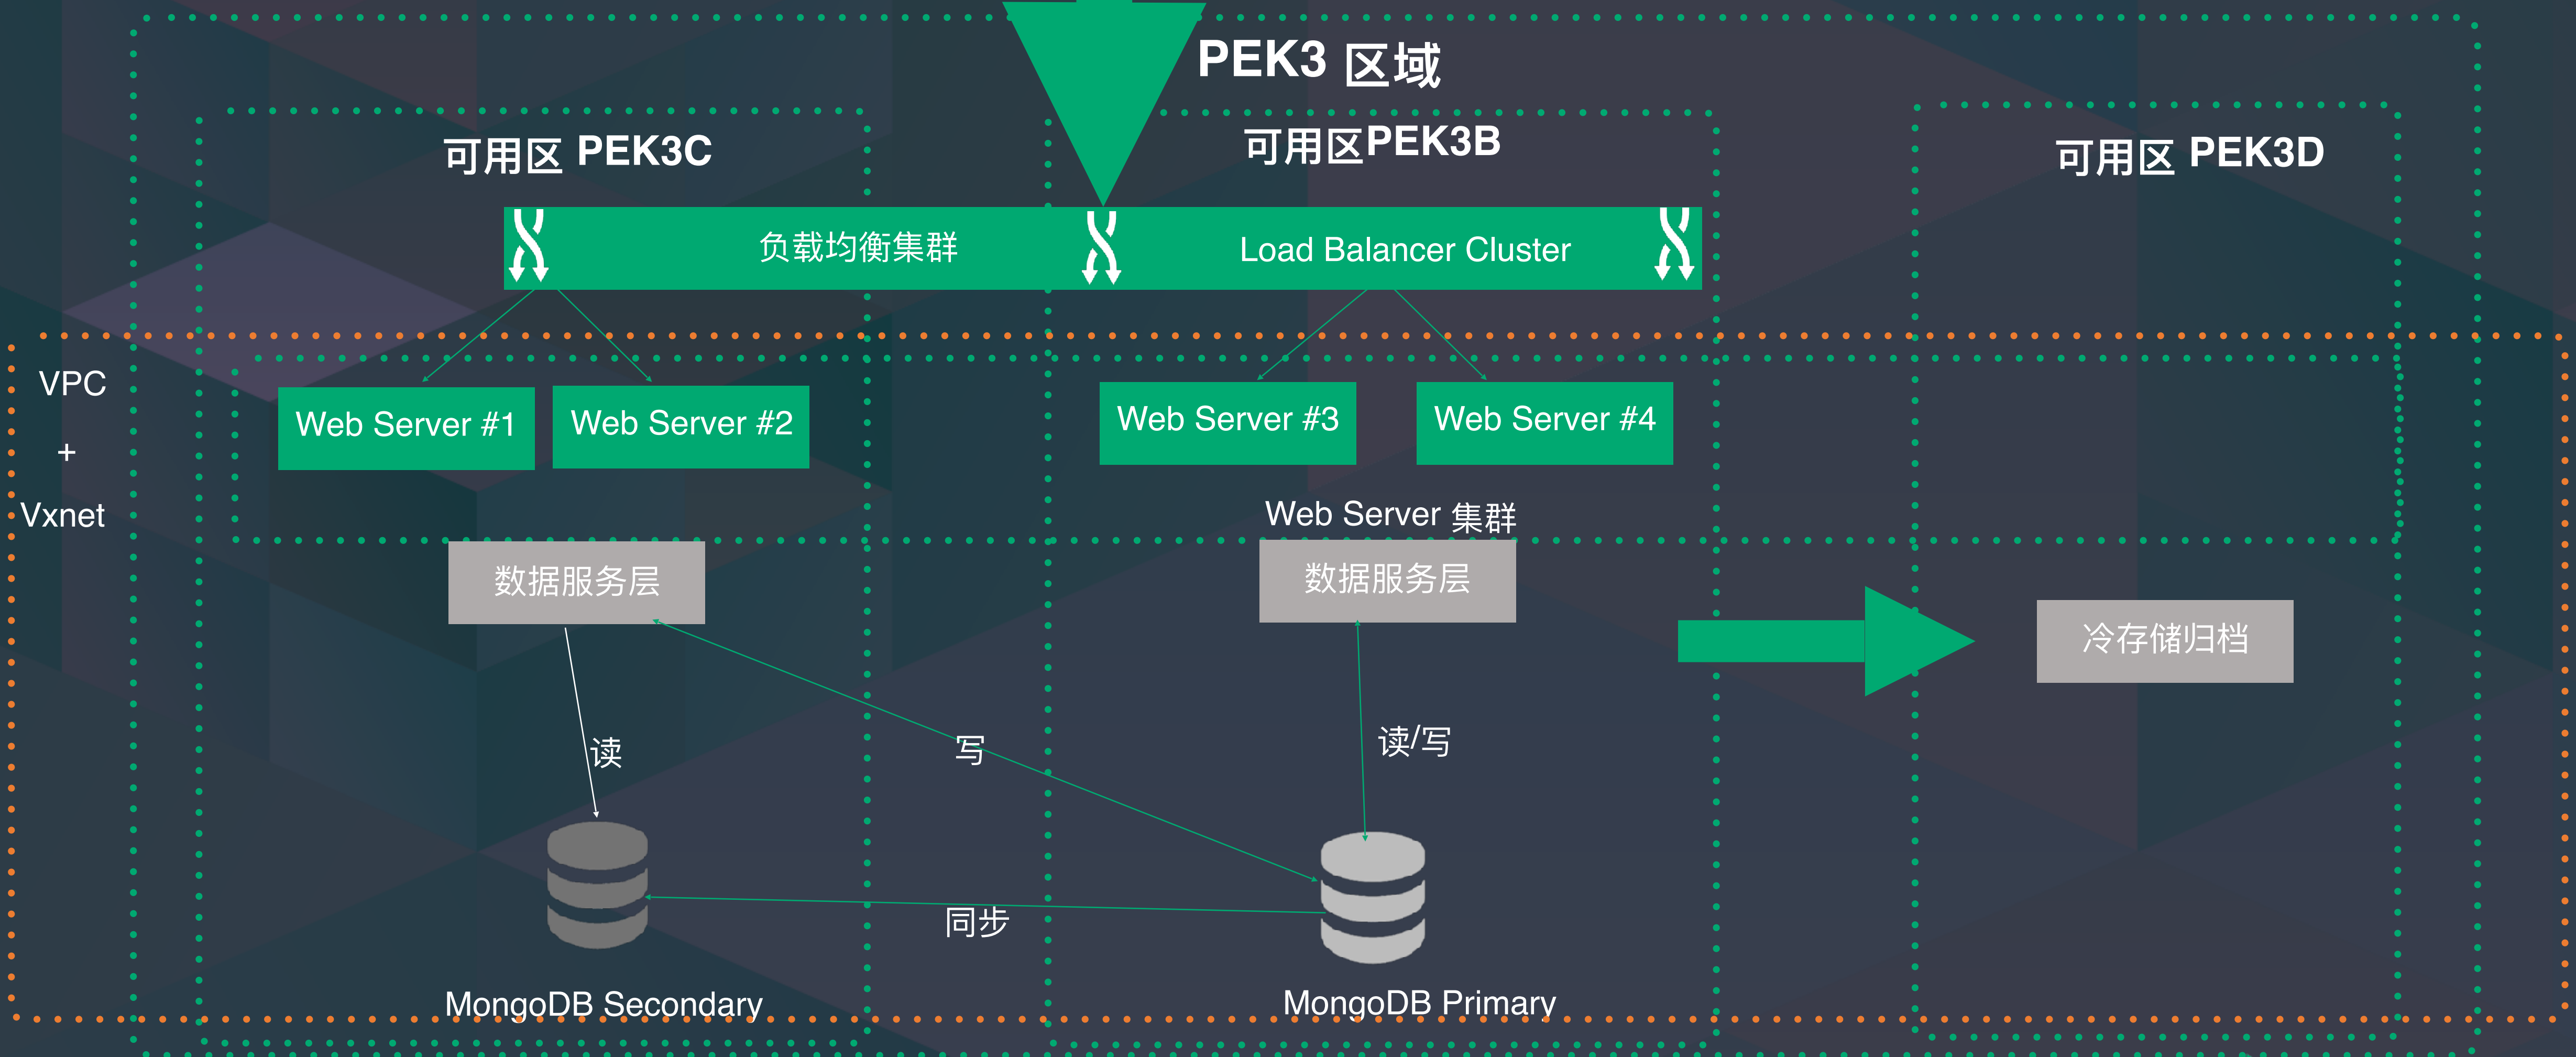 PEK3 区域
可用区 PEK3C
可用区PEK3B
可用区 PEK3D
负载均衡集群
Load Balancer Cluster
VPC
+
Vxnet
Web Server #1
Web Server #2
Web Server #3
Web Server #4
Web Server 集群
数据服务层
数据服务层
冷存储归档
读
写
读/写
同步
MongoDB Secondary
MongoDB Primary